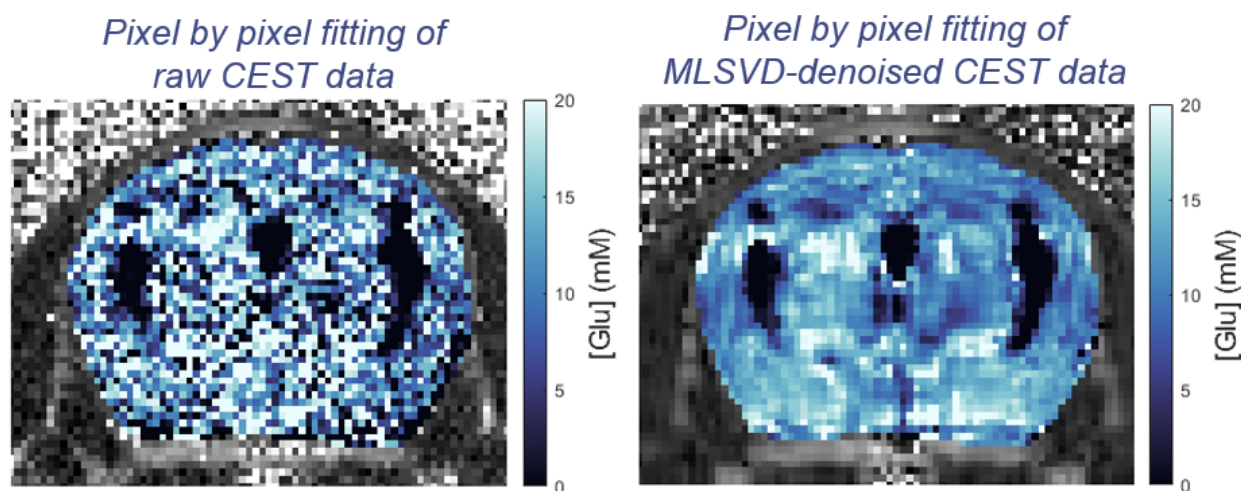 Pixel by pixel fitting of
raw CEST data
20
15
10
5
0
[Glu] (mM)
Pixel by pixel fitting of
MLSVD-denoised CEST data
20
15
10
5
0
[Glu] (mM)